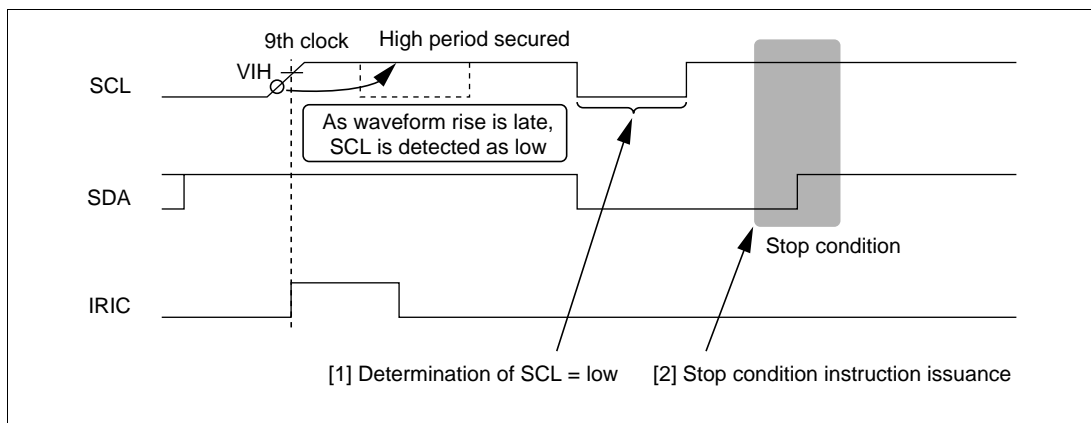 9th clock
High period secured
VIH
SCL
As waveform rise is late,
SCL is detected as low
SDA
Stop condition
IRIC
[1] Determination of SCL = low
[2] Stop condition instruction issuance